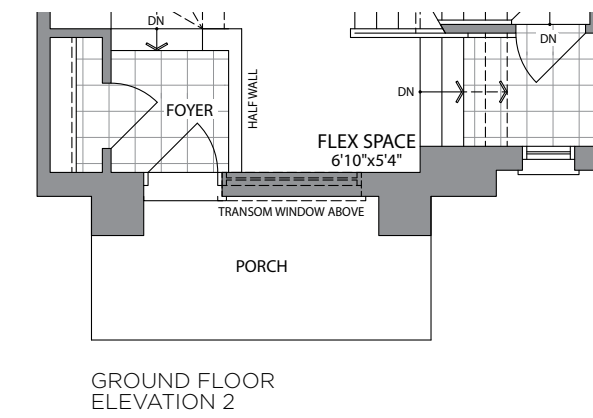 DN
DN
DN
HALF WALL
FOYER
FLEX SPACE
6'10"x5'4"
TRANSOM WINDOW ABOVE
PORCH
GROUND FLOOR
ELEVATION 2